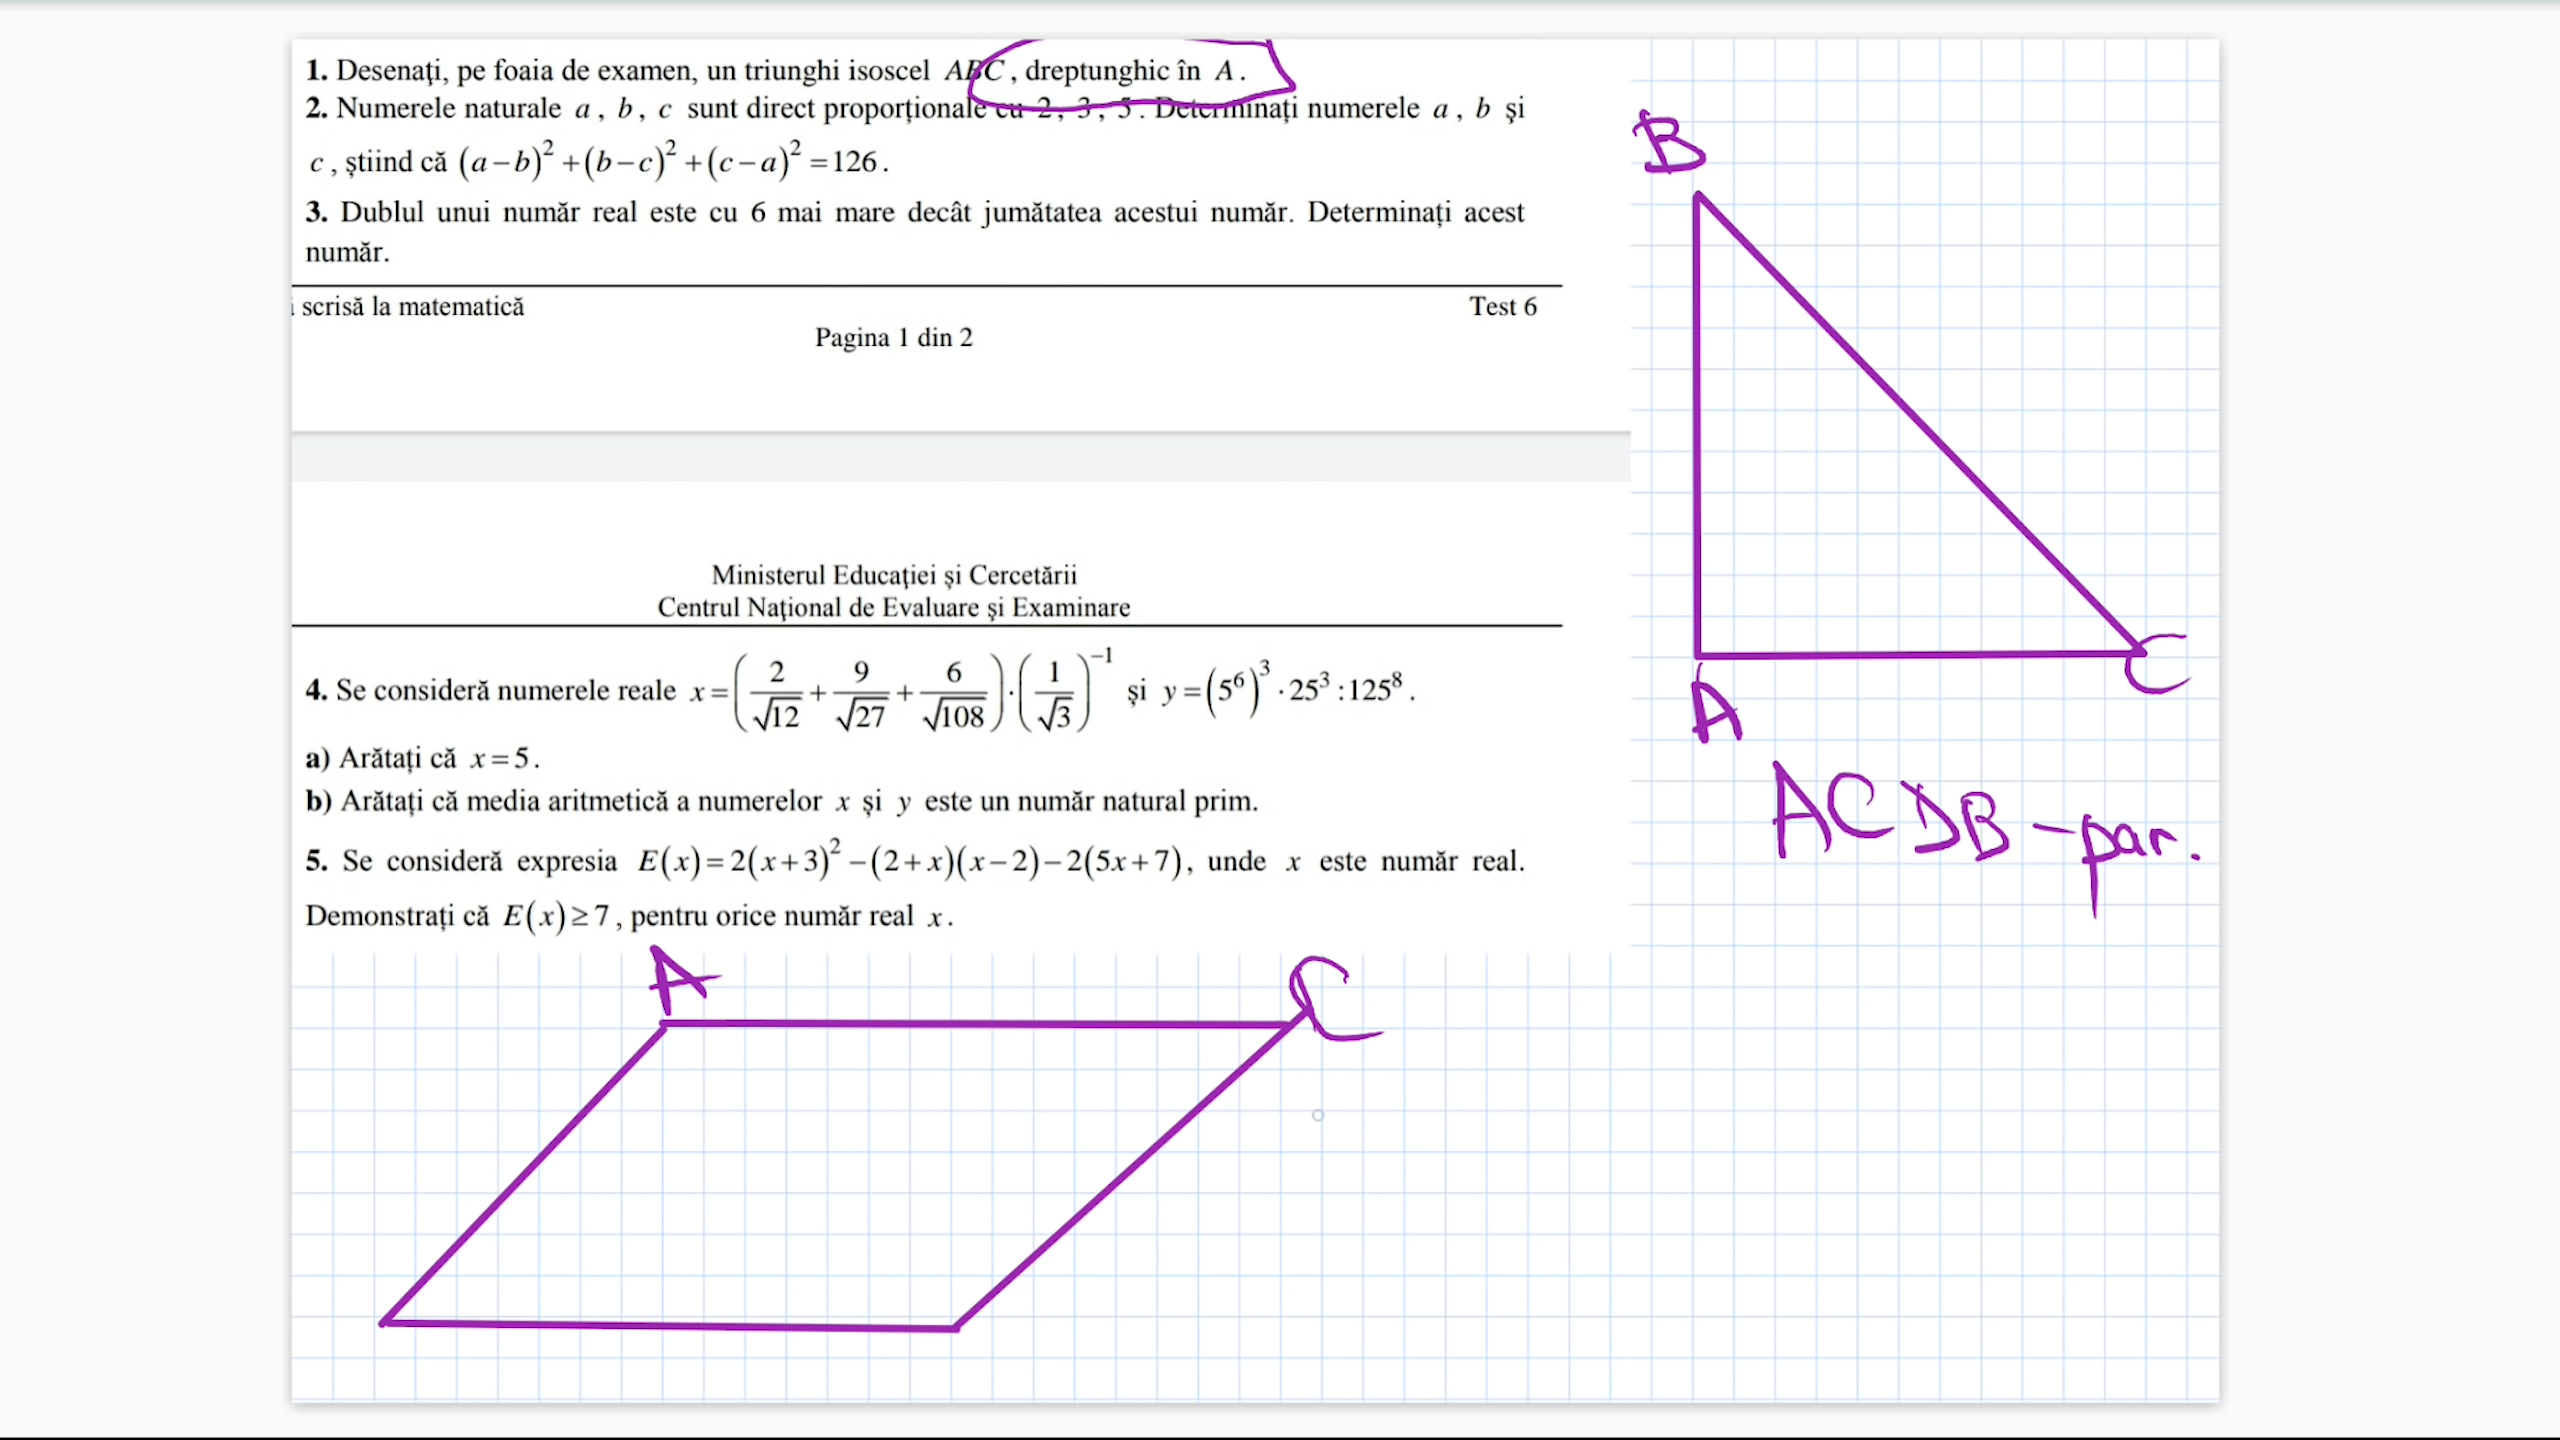 1. Desenați, pe foaia de examen, un triunghi isoscel ABC, dreptunghic în A.
2. Numerele naturale a, b, c sunt direct proporționale cu 2, 3, 5. Determinați numerele a, b și
c, știind că (a−b)² +(b−c)² +(c−a)² =126.
3. Dublul unui număr real este cu 6 mai mare decât jumătatea acestui număr. Determinați acest
număr.
scrisă la matematică
Test 6
Pagina 1 din 2
Ministerul Educației și Cercetării
Centrul Național de Evaluare și Examinare
4. Se consideră numerele reale x=(2/√12+9/√27+6/√108)·(1/√3)⁻¹ și y=(5⁶)³·25³:125⁸.
a) Arătați că x=5.
b) Arătați că media aritmetică a numerelor x și y este un număr natural prim.
5. Se consideră expresia E(x)=2(x+3)²−(2+x)(x−2)−2(5x+7), unde x este număr real.
Demonstrați că E(x)≥7, pentru orice număr real x.
B
C
A
ACDB-par.
A
C